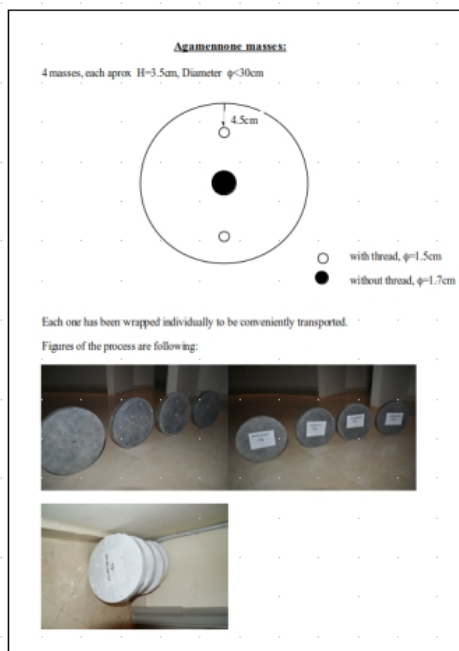 Agamennone masses:
4 masses, each aprox H=3.5cm, Diameter ϕ<30cm
4.5cm
with thread, ϕ=1.5cm
without thread, ϕ=1.7cm
Each one has been wrapped individually to be conveniently transported.
Figures of the process are following: